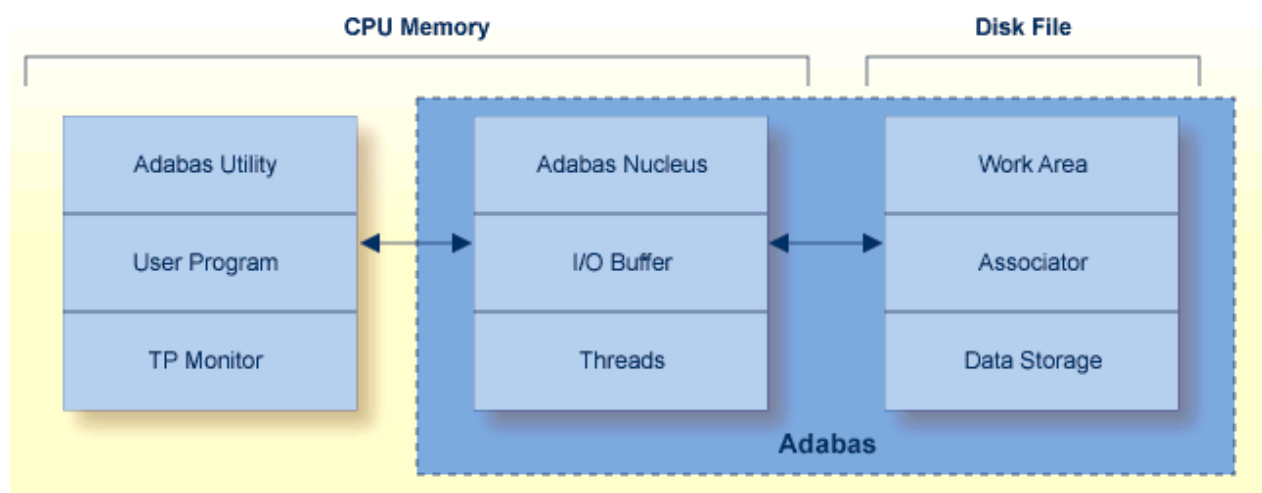 CPU Memory
Disk File
Adabas Utility
User Program
TP Monitor
Adabas Nucleus
I/O Buffer
Threads
Work Area
Associator
Data Storage
Adabas